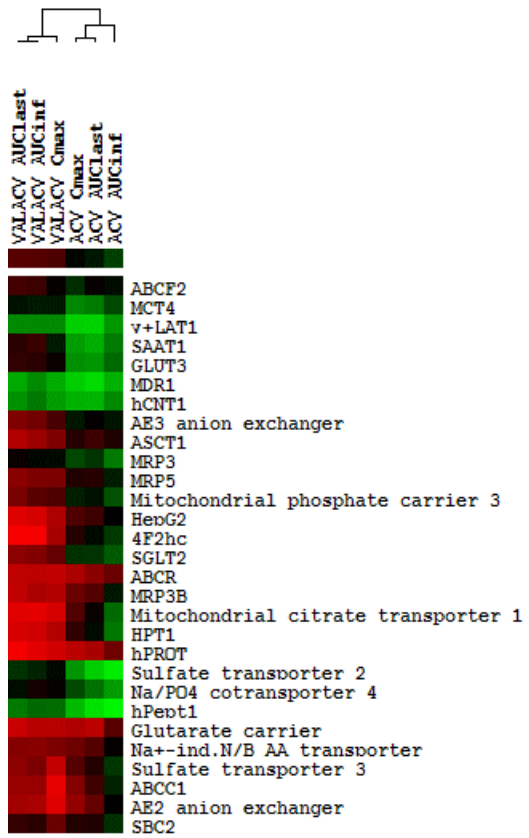 VALACV AUClast
VALACV AUCinf
VALACV Cmax
ACV Cmax
ACV AUClast
ACV AUCinf
ABCF2
MCT4
y+LAT1
SAAT1
GLUT3
MDR1
hCNT1
AE3 anion exchanger
ASCT1
MRP3
MRP5
Mitochondrial phosphate carrier 3
HepG2
4F2hc
SGLT2
ABCR
MRP3B
Mitochondrial citrate transporter 1
HPT1
hPROT
Sulfate transporter 2
Na/PO4 cotransporter 4
hPept1
Glutarate carrier
Na+-ind.N/B AA transporter
Sulfate transporter 3
ABCC1
AE2 anion exchanger
SBC2